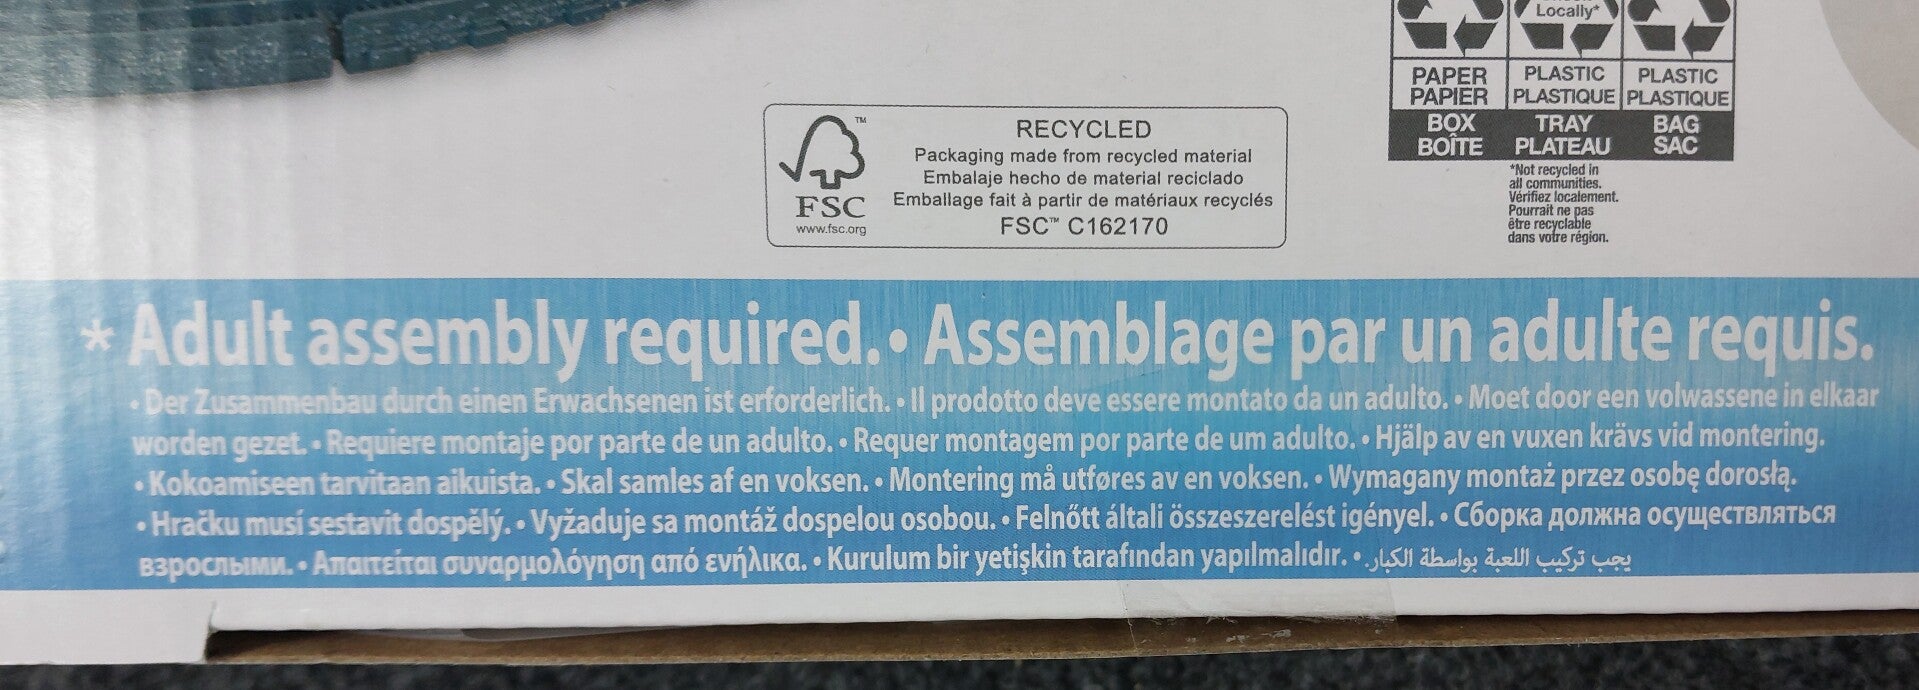 Locally*
PAPER
PAPIER
BOX
BOÎTE
PLASTIC
PLASTIQUE
TRAY
PLATEAU
PLASTIC
PLASTIQUE
BAG
SAC
*Not recycled in
all communities.
Vérifiez localement.
Pourrait ne pas
être recyclable
dans votre région.
TM
FSC
www.fsc.org
RECYCLED
Packaging made from recycled material
Embalaje hecho de material reciclado
Emballage fait à partir de matériaux recyclés
FSC™ C162170
* Adult assembly required. • Assemblage par un adulte requis.
• Der Zusammenbau durch einen Erwachsenen ist erforderlich. • Il prodotto deve essere montato da un adulto. • Moet door een volwassene in elkaar
worden gezet. • Requiere montaje por parte de un adulto. • Requer montagem por parte de um adulto. • Hjälp av en vuxen krävs vid montering.
• Kokoamiseen tarvitaan aikuista. • Skal samles af en voksen. • Montering må utføres av en voksen. • Wymagany montaż przez osobę dorosłą.
• Hračku musí sestavit dospělý. • Vyžaduje sa montáž dospelou osobou. • Felnőtt általi összeszerelést igényel. • Сборка должна осуществляться
взрослыми. • Απαιτείται συναρμολόγηση από ενήλικα. • Kurulum bir yetişkin tarafından yapılmalıdır. • يجب تركيب اللعبة بواسطة الكبار.